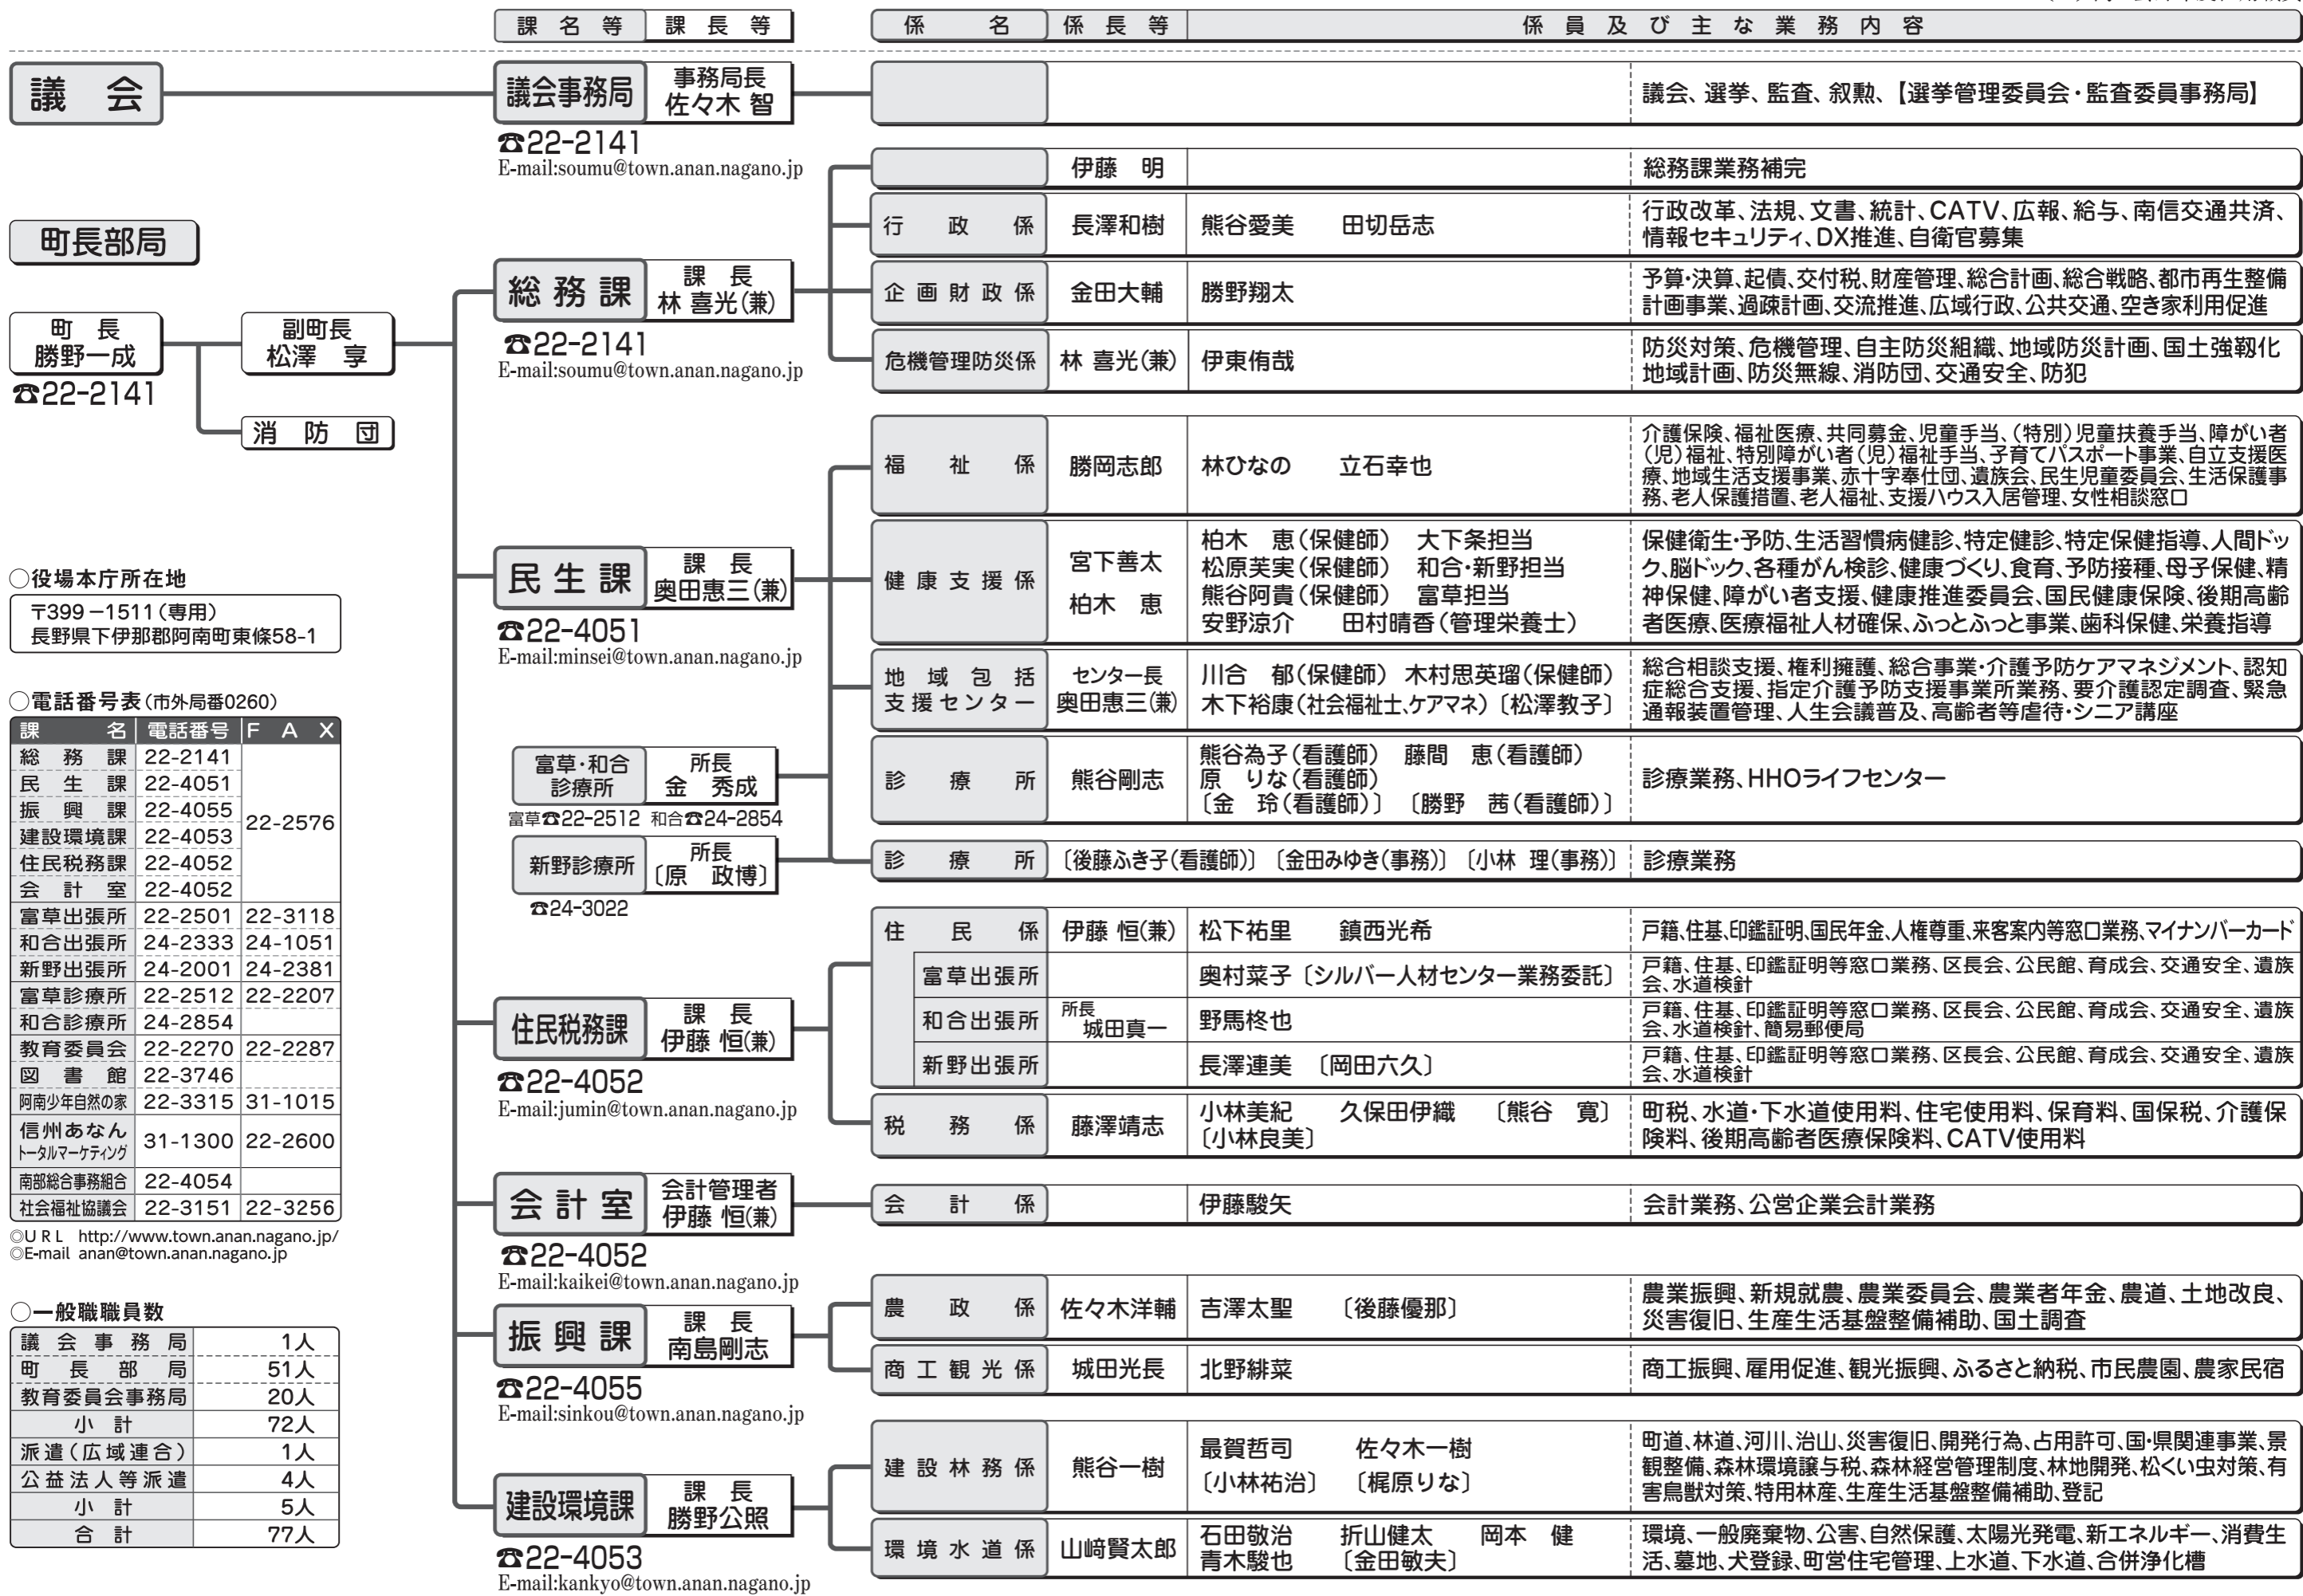 課名等 課長等 係名 係長等 係員及び主な業務内容
議会 議会事務局 事務局長 佐々木 智 議会、選挙、監査、叙勲、【選挙管理委員会・監査委員事務局】
☎22-2141
E-mail:soumu@town.anan.nagano.jp
町長部局
町長 勝野一成
☎22-2141
副町長 松澤 享
消防団
総務課 課長 林 喜光(兼)
☎22-2141
E-mail:soumu@town.anan.nagano.jp
伊藤 明 総務課業務補完
行政係 長澤和樹 熊谷愛美 田切岳志
行政改革、法規、文書、統計、CATV、広報、給与、南信交通共済、
情報セキュリティ、DX推進、自衛官募集
企画財政係 金田大輔 勝野翔太
予算・決算、起債、交付税、財産管理、総合計画、総合戦略、都市再生整備
計画事業、過疎計画、交流推進、広域行政、公共交通、空き家利用促進
危機管理防災係 林 喜光(兼) 伊東侑哉
防災対策、危機管理、自主防災組織、地域防災計画、国土強靱化
地域計画、防災無線、消防団、交通安全、防犯
民生課 課長 奥田惠三(兼)
☎22-4051
E-mail:minsei@town.anan.nagano.jp
福祉係 勝岡志郎 林ひなの 立石幸也
介護保険、福祉医療、共同募金、児童手当、(特別)児童扶養手当、障がい者
(児)福祉、特別障がい者(児)福祉手当、子育てパスポート事業、自立支援医
療、地域生活支援事業、赤十字奉仕団、遺族会、民生児童委員会、生活保護事
務、老人保護措置、老人福祉、支援ハウス入居管理、女性相談窓口
健康支援係 宮下善太 柏木 恵
柏木 恵(保健師) 大下条担当
松原芙実(保健師) 和合・新野担当
熊谷阿貴(保健師) 富草担当
安野涼介 田村晴香(管理栄養士)
保健衛生・予防、生活習慣病健診、特定健診、特定保健指導、人間ドッ
ク、脳ドック、各種がん検診、健康づくり、食育、予防接種、母子保健、精
神保健、障がい者支援、健康推進委員会、国民健康保険、後期高齢
者医療、医療福祉人材確保、ふっとふっと事業、歯科保健、栄養指導
地域包括支援センター センター長 奥田惠三(兼)
川合 郁(保健師) 木村思英瑠(保健師)
木下裕康(社会福祉士、ケアマネ)〔松澤教子〕
総合相談支援、権利擁護、総合事業・介護予防ケアマネジメント、認知
症総合支援、指定介護予防支援事業所業務、要介護認定調査、緊急
通報装置管理、人生会議普及、高齢者等虐待・シニア講座
富草・和合診療所 所長 金 秀成
富草☎22-2512 和合☎24-2854
診療所 熊谷剛志
熊谷為子(看護師) 藤間 恵(看護師)
原 りな(看護師)
〔金 玲(看護師)〕 〔勝野 茜(看護師)〕
診療業務、HHOライフセンター
新野診療所 所長 〔原 政博〕
☎24-3022
診療所 〔後藤ふき子(看護師)〕 〔金田みゆき(事務)〕 〔小林 理(事務)〕 診療業務
住民税務課 課長 伊藤 恒(兼)
☎22-4052
E-mail:jumin@town.anan.nagano.jp
住民係 伊藤 恒(兼) 松下祐里 鎮西光希
戸籍、住基、印鑑証明、国民年金、人権尊重、来客案内等窓口業務、マイナンバーカード
富草出張所 奥村菜子〔シルバー人材センター業務委託〕
戸籍、住基、印鑑証明等窓口業務、区長会、公民館、育成会、交通安全、遺族
会、水道検針
和合出張所 所長 城田真一 野馬柊也
戸籍、住基、印鑑証明等窓口業務、区長会、公民館、育成会、交通安全、遺族
会、水道検針、簡易郵便局
新野出張所 長澤連美 〔岡田六久〕
戸籍、住基、印鑑証明等窓口業務、区長会、公民館、育成会、交通安全、遺族
会、水道検針
税務係 藤澤靖志
小林美紀 久保田伊織 〔熊谷 寛〕
〔小林良美〕
町税、水道・下水道使用料、住宅使用料、保育料、国保税、介護保
険料、後期高齢者医療保険料、CATV使用料
会計室 会計管理者 伊藤 恒(兼)
☎22-4052
E-mail:kaikei@town.anan.nagano.jp
会計係 伊藤駿矢 会計業務、公営企業会計業務
振興課 課長 南島剛志
☎22-4055
E-mail:sinkou@town.anan.nagano.jp
農政係 佐々木洋輔 吉澤太聖 〔後藤優那〕
農業振興、新規就農、農業委員会、農業者年金、農道、土地改良、
災害復旧、生産生活基盤整備補助、国土調査
商工観光係 城田光長 北野緋菜
商工振興、雇用促進、観光振興、ふるさと納税、市民農園、農家民宿
建設環境課 課長 勝野公照
☎22-4053
E-mail:kankyo@town.anan.nagano.jp
建設林務係 熊谷一樹
最賀哲司 佐々木一樹
〔小林祐治〕 〔梶原りな〕
町道、林道、河川、治山、災害復旧、開発行為、占用許可、国・県関連事業、景
観整備、森林環境譲与税、森林経営管理制度、林地開発、松くい虫対策、有
害鳥獣対策、特用林産、生産生活基盤整備補助、登記
環境水道係 山﨑賢太郎
石田敬治 折山健太 岡本 健
青木駿也 〔金田敏夫〕
環境、一般廃棄物、公害、自然保護、太陽光発電、新エネルギー、消費生
活、墓地、犬登録、町営住宅管理、上水道、下水道、合併浄化槽
○役場本庁所在地
〒399-1511(専用)
長野県下伊那郡阿南町東條58-1
○電話番号表(市外局番0260)
課名 電話番号 FAX
総務課 22-2141
民生課 22-4051
振興課 22-4055
22-2576
建設環境課 22-4053
住民税務課 22-4052
会計室 22-4052
富草出張所 22-2501 22-3118
和合出張所 24-2333 24-1051
新野出張所 24-2001 24-2381
富草診療所 22-2512 22-2207
和合診療所 24-2854
教育委員会 22-2270 22-2287
図書館 22-3746
阿南少年自然の家 22-3315 31-1015
信州あなんトータルマーケティング 31-1300 22-2600
南部総合事務組合 22-4054
社会福祉協議会 22-3151 22-3256
◎URL http://www.town.anan.nagano.jp/
◎E-mail anan@town.anan.nagano.jp
○一般職職員数
議会事務局 1人
町長部局 51人
教育委員会事務局 20人
小計 72人
派遣(広域連合) 1人
公益法人等派遣 4人
小計 5人
合計 77人